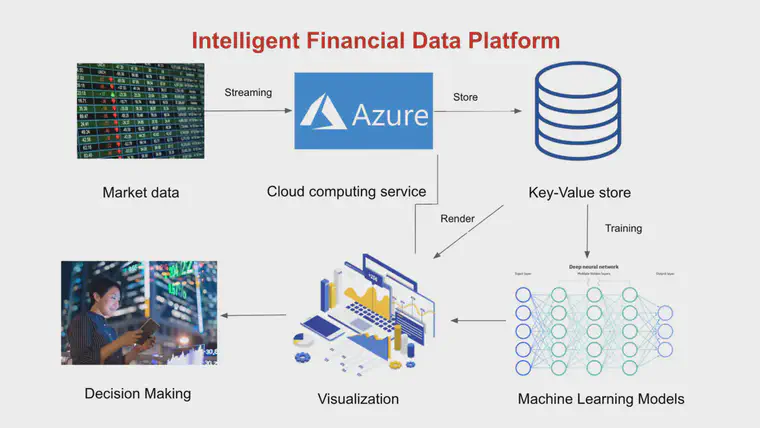 Intelligent Financial Data Platform
Streaming
Azure
Store
Market data
Cloud computing service
Key-Value store
Render
Training
Deep neural network
Input layer
Multiple hidden layers
Output layer
Decision Making
Visualization
Machine Learning Models